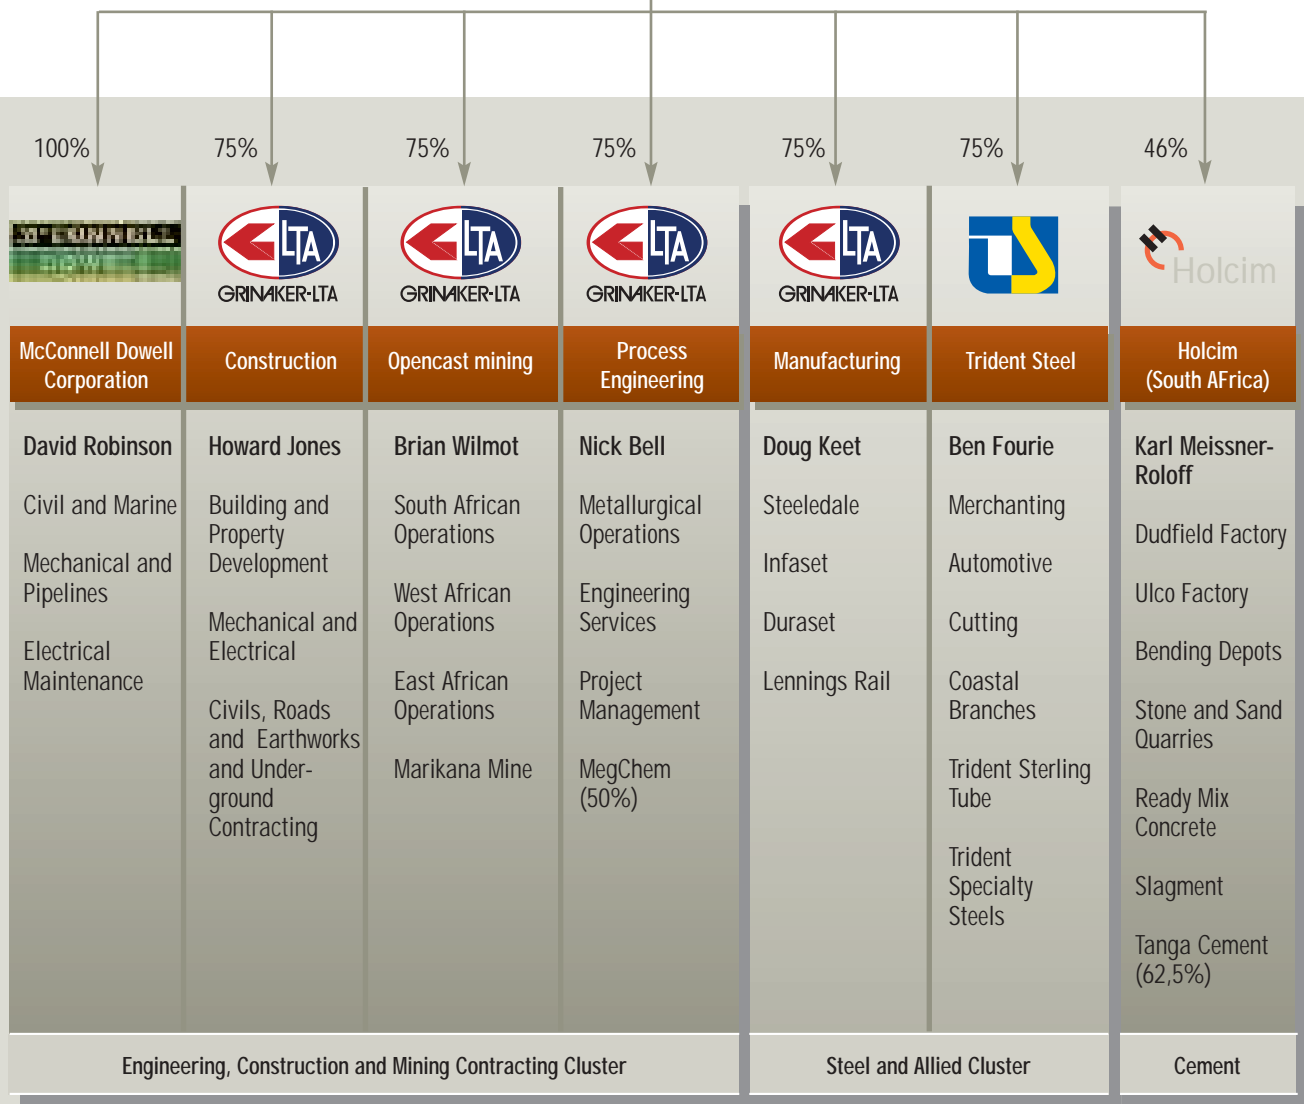 100%
75%
75%
75%
75%
75%
46%
LTA
GRINAKER-LTA
LTA
GRINAKER-LTA
LTA
GRINAKER-LTA
LTA
GRINAKER-LTA
TS
Holcim
McConnell Dowell
Corporation
Construction
Opencast mining
Process
Engineering
Manufacturing
Trident Steel
Holcim
(South AFrica)
David Robinson
Civil and Marine
Mechanical and
Pipelines
Electrical
Maintenance
Howard Jones
Building and
Property
Development
Mechanical and
Electrical
Civils, Roads
and Earthworks
and Under-
ground
Contracting
Brian Wilmot
South African
Operations
West African
Operations
East African
Operations
Marikana Mine
Nick Bell
Metallurgical
Operations
Engineering
Services
Project
Management
MegChem
(50%)
Doug Keet
Steeledale
Infaset
Duraset
Lennings Rail
Ben Fourie
Merchanting
Automotive
Cutting
Coastal
Branches
Trident Sterling
Tube
Trident
Specialty
Steels
Karl Meissner-
Roloff
Dudfield Factory
Ulco Factory
Bending Depots
Stone and Sand
Quarries
Ready Mix
Concrete
Slagment
Tanga Cement
(62,5%)
Engineering, Construction and Mining Contracting Cluster
Steel and Allied Cluster
Cement